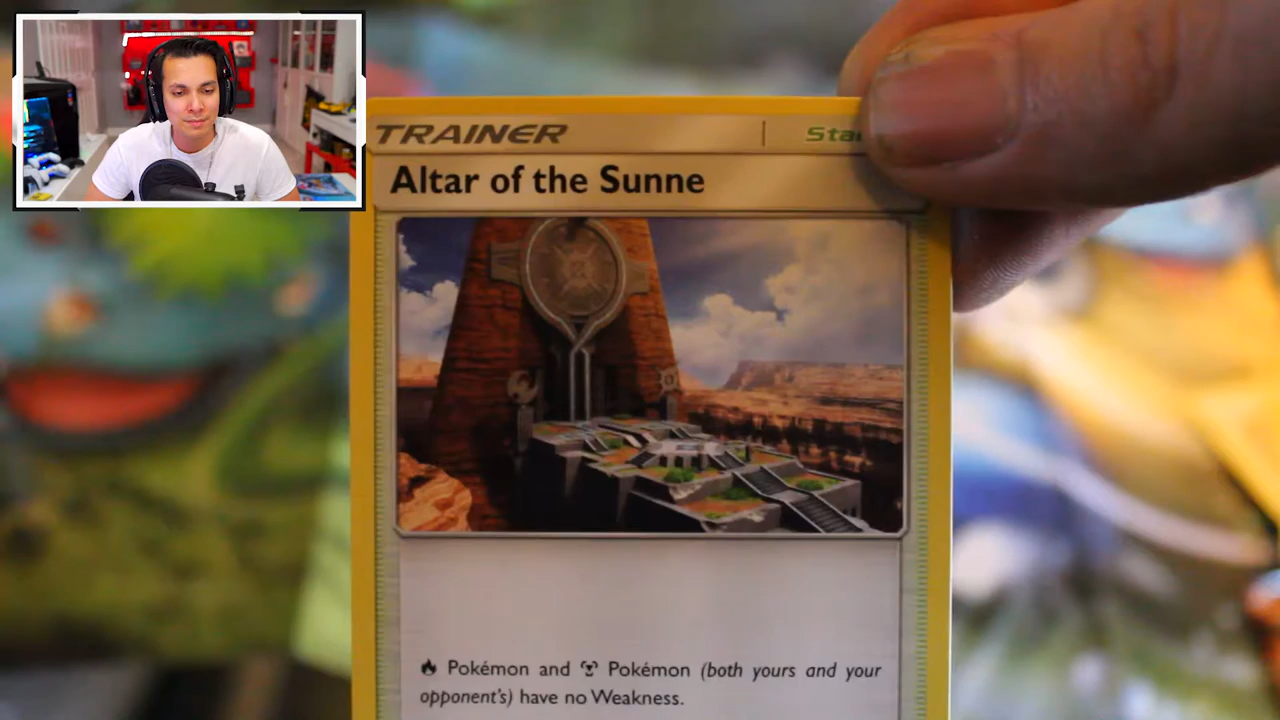 TRAINER
Altar of the Sunne
Pokémon and Pokémon (both yours and your
opponent's) have no Weakness.